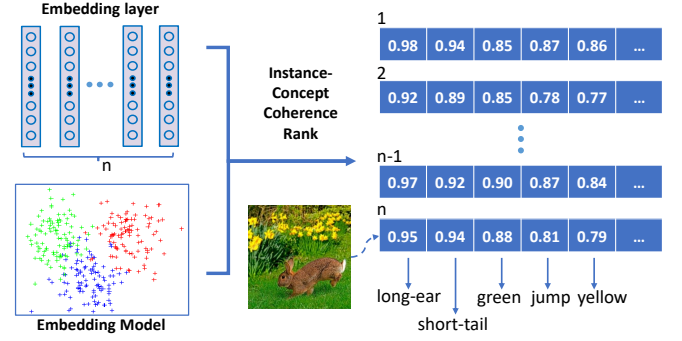 Embedding layer
n
Embedding Model
Instance-
Concept
Coherence
Rank
1
0.98 0.94 0.85 0.87 0.86 ...
2
0.92 0.89 0.85 0.78 0.77 ...
n-1
0.97 0.92 0.90 0.87 0.84 ...
n
0.95 0.94 0.88 0.81 0.79 ...
long-ear green jump yellow
short-tail